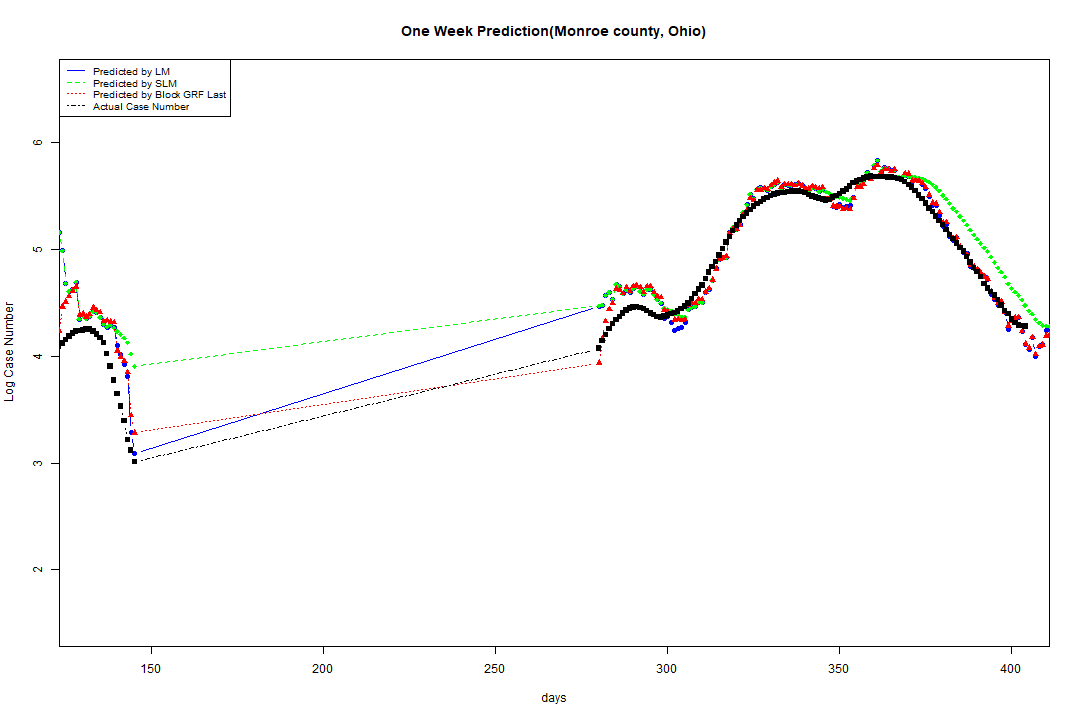 One Week Prediction(Monroe county, Ohio)
Predicted by LM
Predicted by SLM
Predicted by Block GRF Last
Actual Case Number
6
5
4
3
2
Log Case Number
150 200 250 300 350 400
days